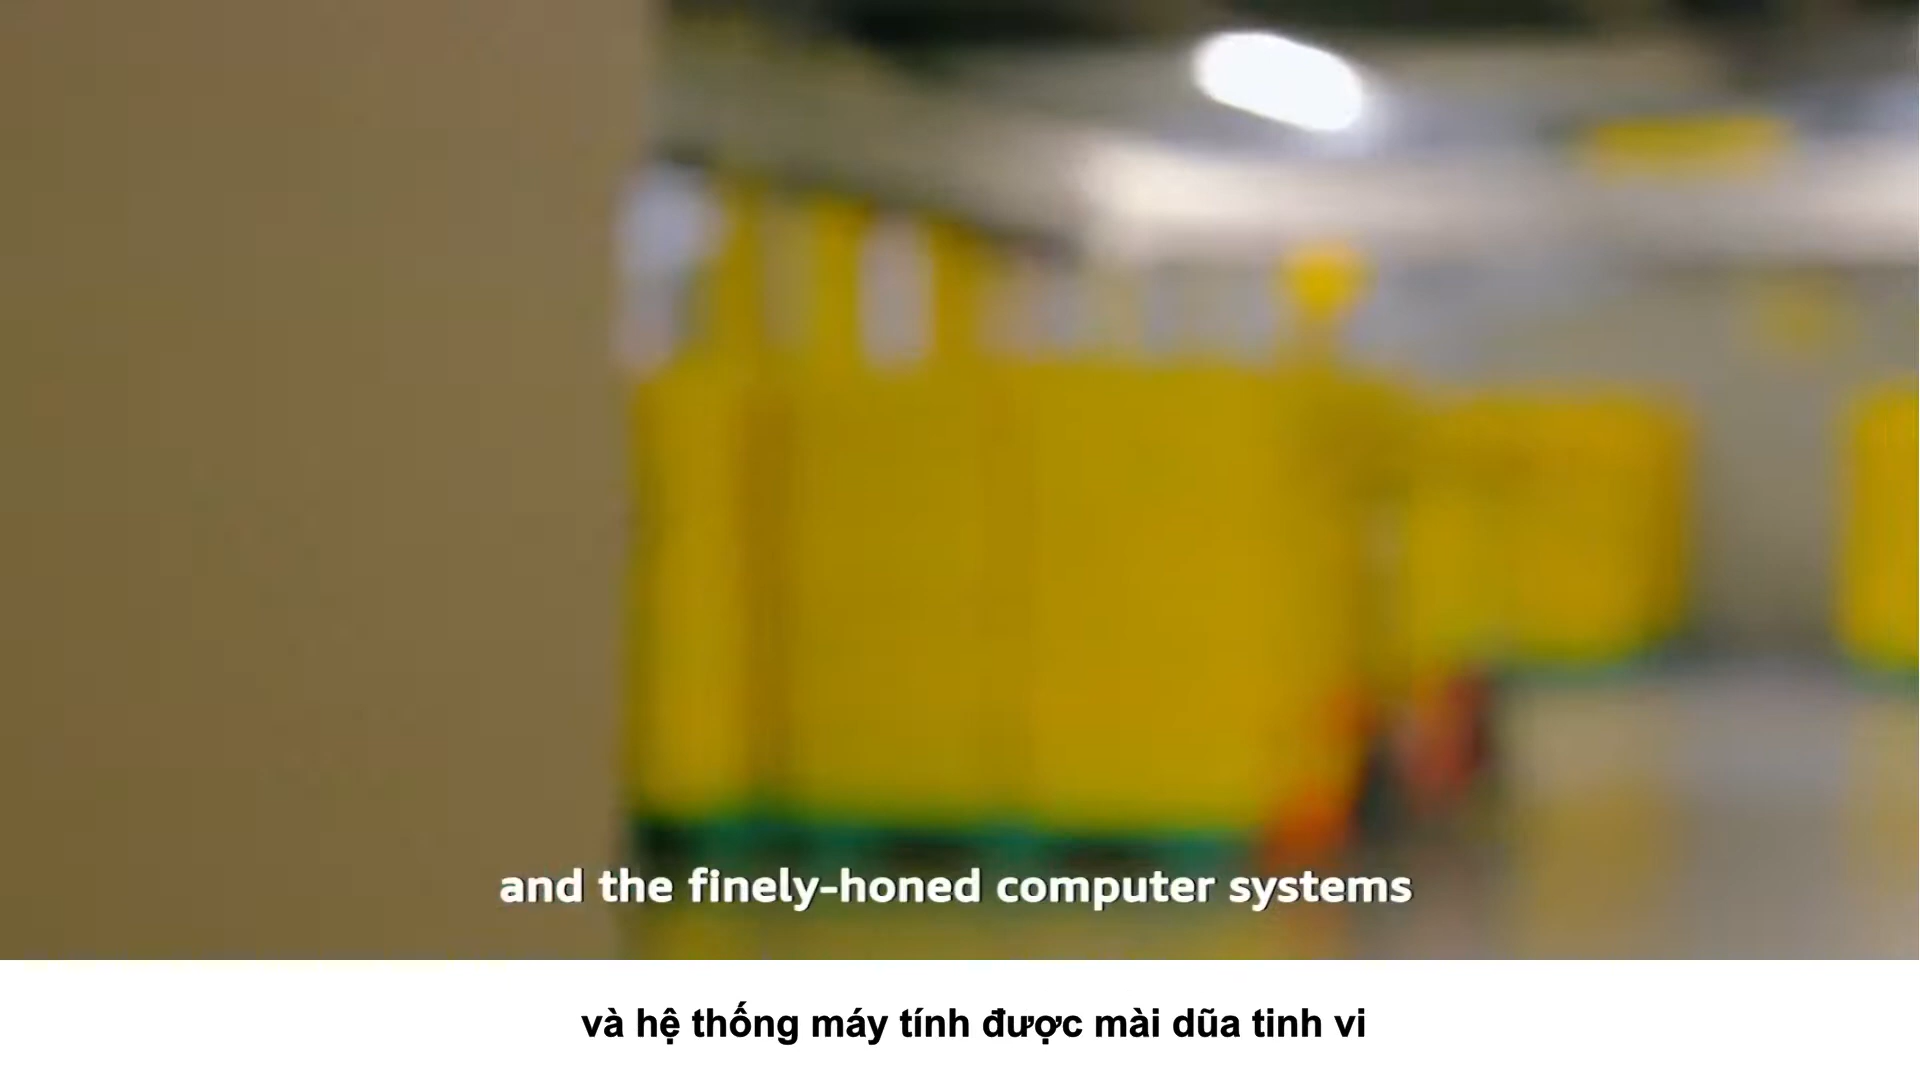 and the finely-honed computer systems
và hệ thống máy tính được mài dũa tinh vi